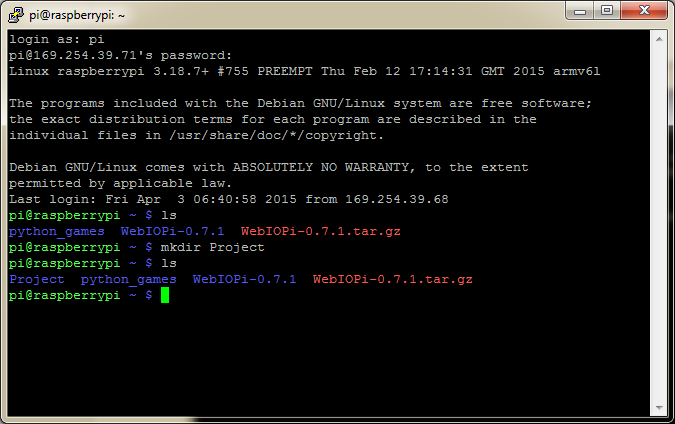 pi@raspberrypi: ~
login as: pi
pi@169.254.39.71's password:
Linux raspberrypi 3.18.7+ #755 PREEMPT Thu Feb 12 17:14:31 GMT 2015 armv6l
The programs included with the Debian GNU/Linux system are free software;
the exact distribution terms for each program are described in the
individual files in /usr/share/doc/*/copyright.
Debian GNU/Linux comes with ABSOLUTELY NO WARRANTY, to the extent
permitted by applicable law.
Last login: Fri Apr  3 06:40:58 2015 from 169.254.39.68
pi@raspberrypi ~ $ ls
python_games  WebIOPi-0.7.1  WebIOPi-0.7.1.tar.gz
pi@raspberrypi ~ $ mkdir Project
pi@raspberrypi ~ $ ls
Project  python_games  WebIOPi-0.7.1  WebIOPi-0.7.1.tar.gz
pi@raspberrypi ~ $